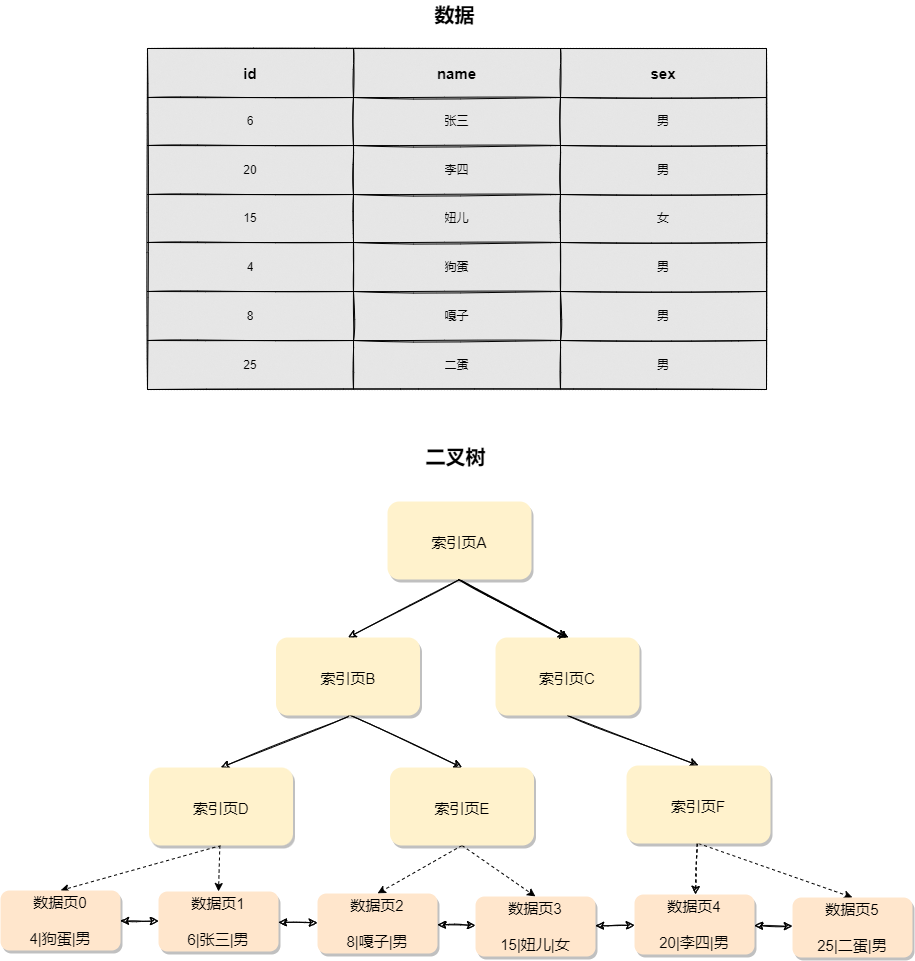 数据
id name sex
6 张三 男
20 李四 男
15 妞儿 女
4 狗蛋 男
8 嘎子 男
25 二蛋 男
二叉树
索引页A
索引页B 索引页C
索引页D 索引页E 索引页F
数据页0 数据页1 数据页2 数据页3 数据页4 数据页5
4|狗蛋|男 6|张三|男 8|嘎子|男 15|妞儿|女 20|李四|男 25|二蛋|男